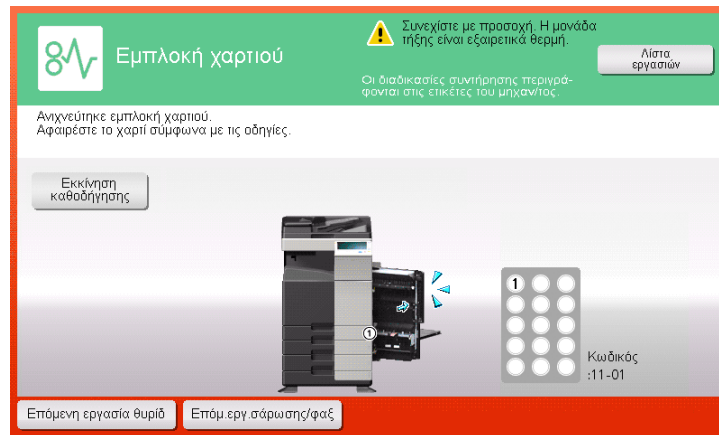 Εμπλοκή χαρτιού
Συνεχίστε με προσοχή. Η μονάδα
τήξης είναι εξαιρετικά θερμή.
Οι διαδικασίες συντήρησης περιγρά-
φονται στις ετικέτες του μηχαν/τος.
Λίστα
εργασιών
Ανιχνεύτηκε εμπλοκή χαρτιού.
Αφαιρέστε το χαρτί σύμφωνα με τις οδηγίες.
Εκκίνηση
καθοδήγησης
1
1
Κωδικός
:11-01
Επόμενη εργασία θυρίδ
Επόμ.εργ.σάρωσης/φαξ